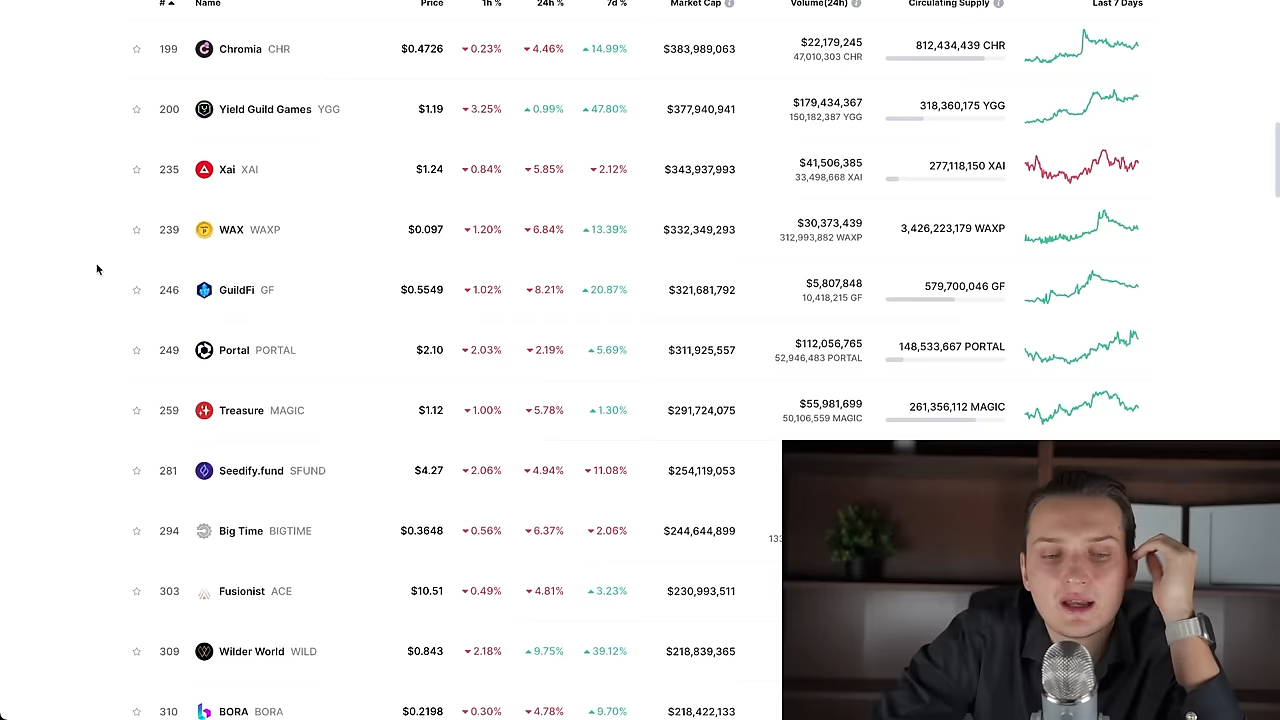 # Name Price 1h % 24h % 7d % Market Cap Volume(24h) Circulating Supply Last 7 Days
199 Chromia CHR $0.4726 0.23% 4.46% 14.99% $383,989,063 $22,179,245 812,434,439 CHR
47,010,303 CHR
200 Yield Guild Games YGG $1.19 3.25% 0.99% 47.80% $377,940,941 $179,434,367 318,360,175 YGG
150,182,387 YGG
235 Xai XAI $1.24 0.84% 5.85% 2.12% $343,937,993 $41,506,385 277,118,150 XAI
33,498,668 XAI
239 WAX WAXP $0.097 1.20% 6.84% 13.39% $332,349,293 $30,373,439 3,426,223,179 WAXP
312,993,882 WAXP
246 GuildFi GF $0.5549 1.02% 8.21% 20.87% $321,681,792 $5,807,848 579,700,046 GF
10,418,215 GF
249 Portal PORTAL $2.10 2.03% 2.19% 5.69% $311,925,557 $112,056,765 148,533,667 PORTAL
52,946,483 PORTAL
259 Treasure MAGIC $1.12 1.00% 5.78% 1.30% $291,724,075 $55,981,699 261,356,112 MAGIC
50,106,559 MAGIC
281 Seedify.fund SFUND $4.27 2.06% 4.94% 11.08% $254,119,053
294 Big Time BIGTIME $0.3648 0.56% 6.37% 2.06% $244,644,899
133
303 Fusionist ACE $10.51 0.49% 4.81% 3.23% $230,993,511
309 Wilder World WILD $0.843 2.18% 9.75% 39.12% $218,839,365
310 BORA BORA $0.2198 0.30% 4.78% 9.70% $218,422,133